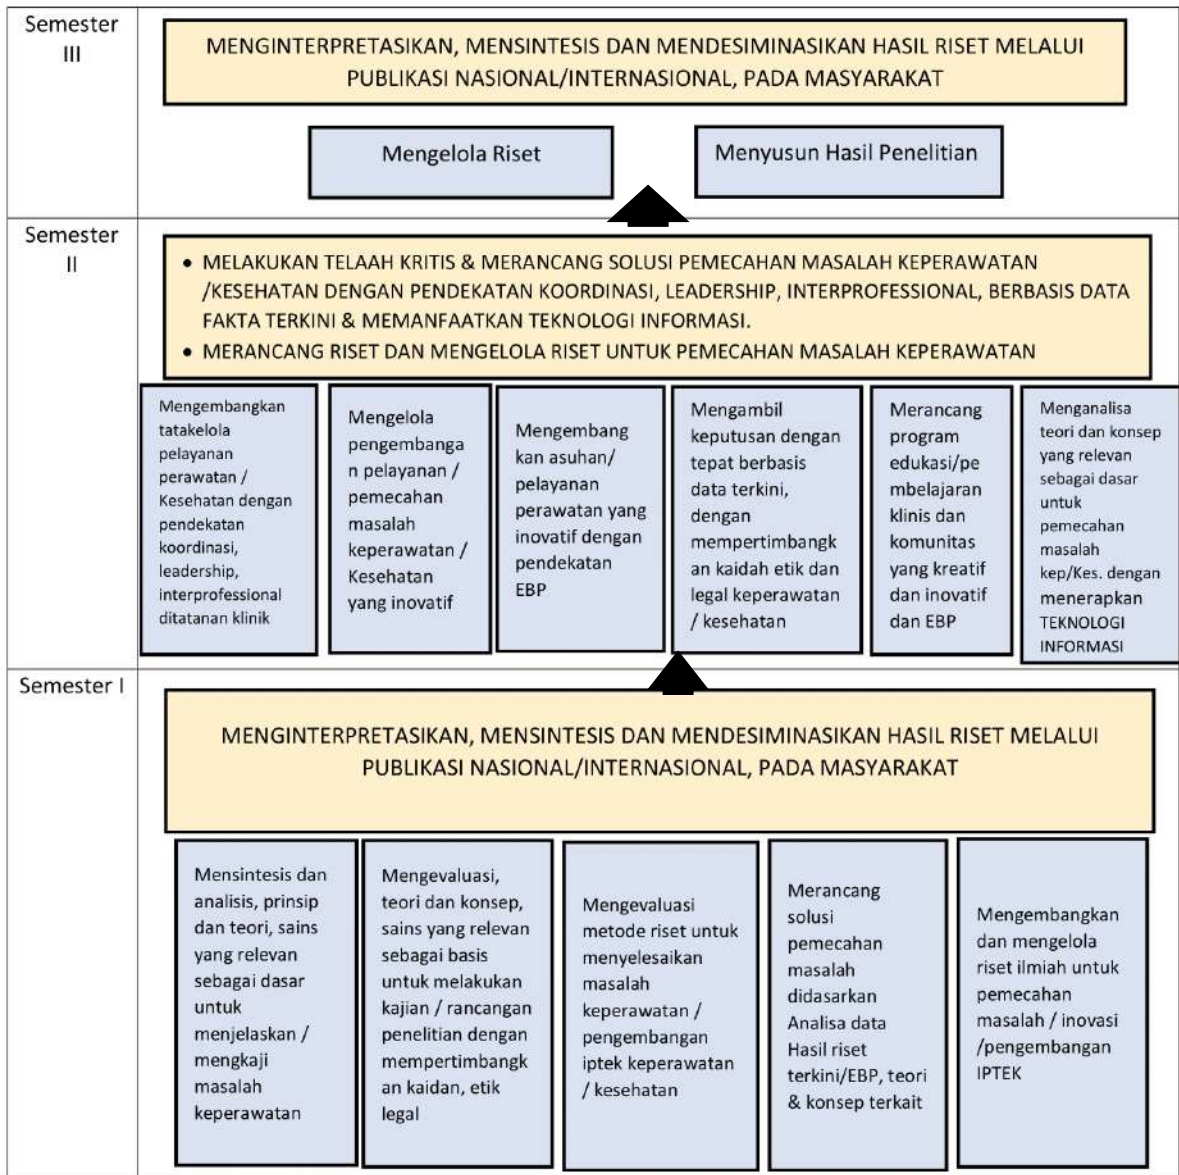 Semester
III
MENGINTERPRETASIKAN, MENSINTESIS DAN MENDESIMINASIKAN HASIL RISET MELALUI
PUBLIKASI NASIONAL/INTERNASIONAL, PADA MASYARAKAT
Mengelola Riset
Menyusun Hasil Penelitian
Semester
II
• MELAKUKAN TELAAH KRITIS & MERANCANG SOLUSI PEMECAHAN MASALAH KEPERAWATAN
/KESEHATAN DENGAN PENDEKATAN KOORDINASI, LEADERSHIP, INTERPROFESSIONAL, BERBASIS DATA
FAKTA TERKINI & MEMANFAATKAN TEKNOLOGI INFORMASI.
• MERANCANG RISET DAN MENGELOLA RISET UNTUK PEMECAHAN MASALAH KEPERAWATAN
Mengembangkan
tatakelola
pelayanan
perawatan /
Kesehatan dengan
pendekatan
koordinasi,
leadership,
interprofessional
ditatanan klinik
Mengelola
pengembanga
n pelayanan /
pemecahan
masalah
keperawatan /
Kesehatan
yang inovatif
Mengembang
kan asuhan/
pelayanan
perawatan yang
inovatif dengan
pendekatan
EBP
Mengambil
keputusan dengan
tepat berbasis
data terkini,
dengan
mempertimbangk
an kaidah etik dan
legal keperawatan
/ kesehatan
Merancang
program
edukasi/pe
mbelajaran
klinis dan
komunitas
yang kreatif
dan inovatif
dan EBP
Menganalisa
teori dan konsep
yang relevan
sebagai dasar
untuk
pemecahan
masalah
kep/Kes. dengan
menerapkan
TEKNOLOGI
INFORMASI
Semester I
MENGINTERPRETASIKAN, MENSINTESIS DAN MENDESIMINASIKAN HASIL RISET MELALUI
PUBLIKASI NASIONAL/INTERNASIONAL, PADA MASYARAKAT
Mensintesis dan
analisis, prinsip
dan teori, sains
yang relevan
sebagai dasar
untuk
menjelaskan /
mengkaji
masalah
keperawatan
Mengevaluasi,
teori dan konsep,
sains yang relevan
sebagai basis
untuk melakukan
kajian / rancangan
penelitian dengan
mempertimbangk
an kaidan, etik
legal
Mengevaluasi
metode riset untuk
menyelesaikan
masalah
keperawatan /
pengembangan
iptek keperawatan
/ kesehatan
Merancang
solusi
pemecahan
masalah
didasarkan
Analisa data
Hasil riset
terkini/EBP, teori
& konsep terkait
Mengembangkan
dan mengelola
riset ilmiah untuk
pemecahan
masalah / inovasi
/pengembangan
IPTEK